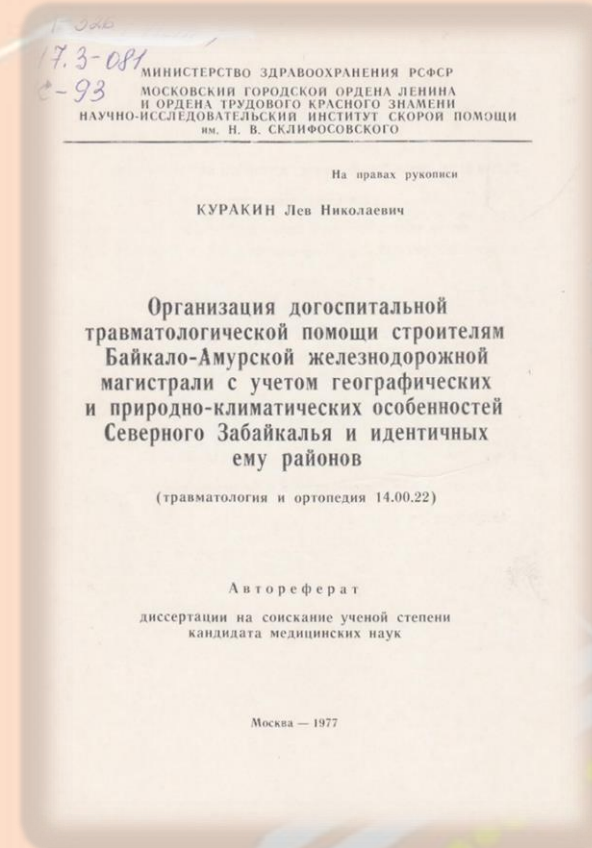 7.3-081
С-93
МИНИСТЕРСТВО ЗДРАВООХРАНЕНИЯ РСФСР
МОСКОВСКИЙ ГОРОДСКОЙ ОРДЕНА ЛЕНИНА
И ОРДЕНА ТРУДОВОГО КРАСНОГО ЗНАМЕНИ
НАУЧНО-ИССЛЕДОВАТЕЛЬСКИЙ ИНСТИТУТ СКОРОЙ ПОМОЩИ
им. Н. В. СКЛИФОСОВСКОГО
На правах рукописи
КУРАКИН Лев Николаевич
Организация догоспитальной
травматологической помощи строителям
Байкало-Амурской железнодорожной
магистрали с учетом географических
и природно-климатических особенностей
Северного Забайкалья и идентичных
ему районов
(травматология и ортопедия 14.00.22)
Автореферат
диссертации на соискание ученой степени
кандидата медицинских наук
Москва — 1977